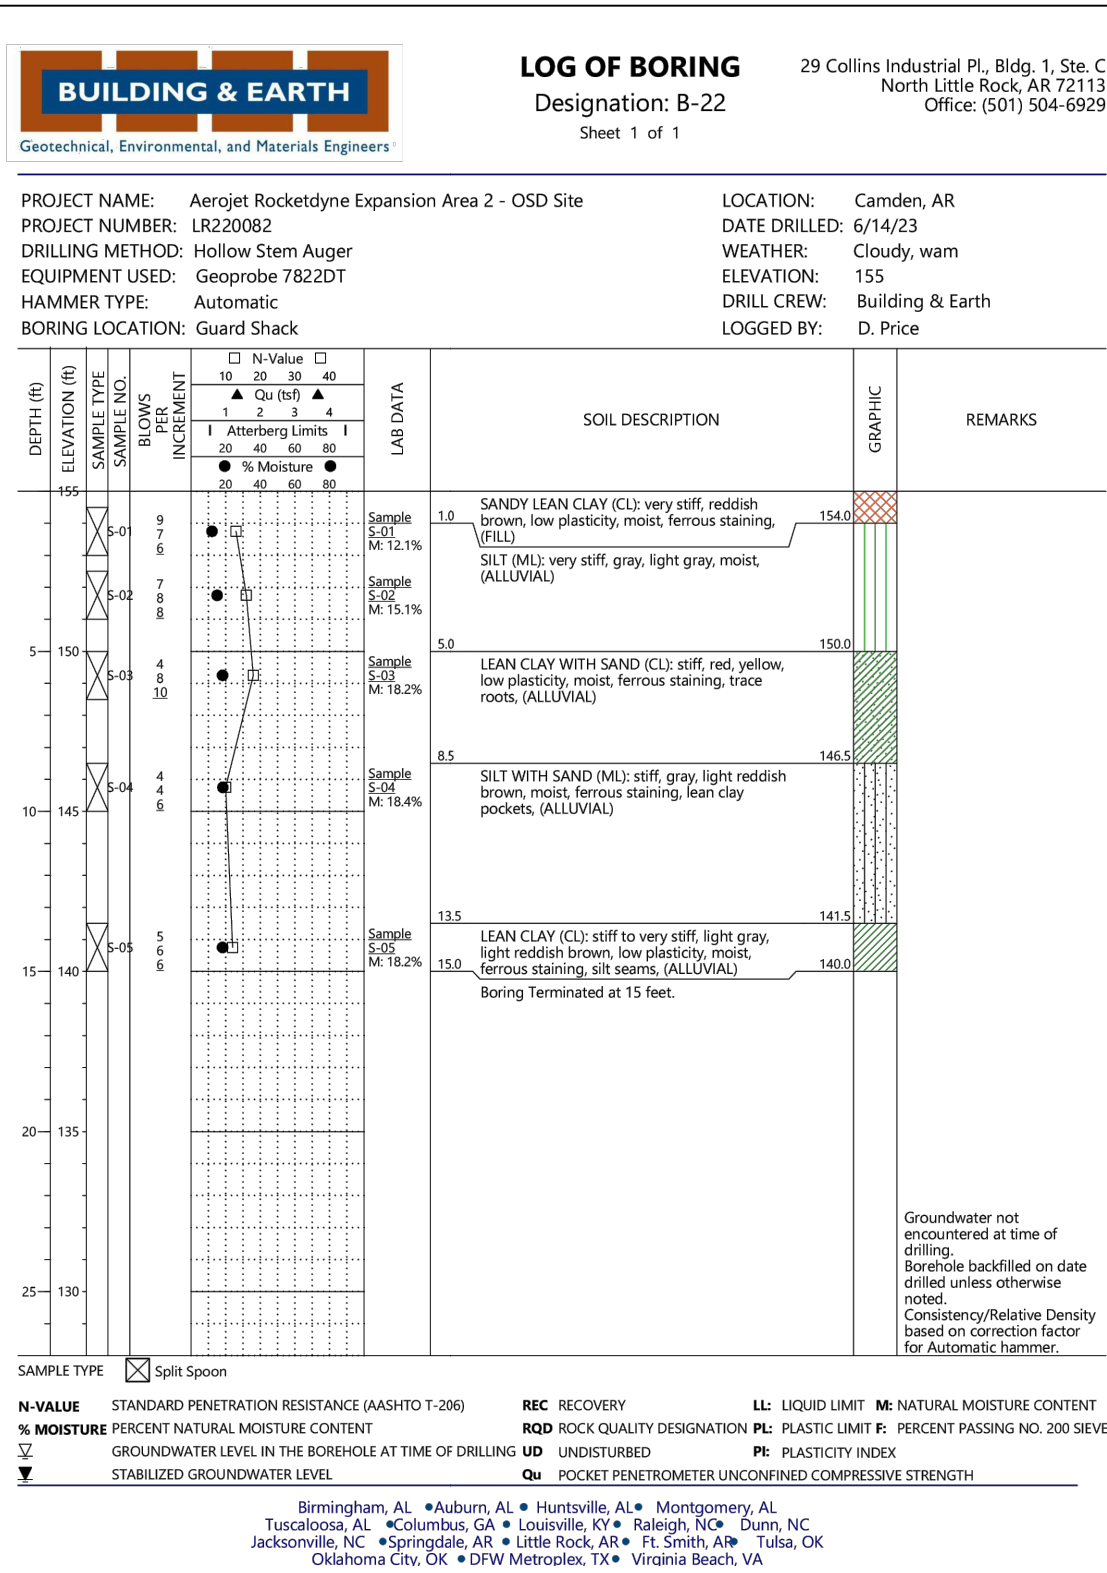 BUILDING & EARTH
Geotechnical, Environmental, and Materials Engineers
LOG OF BORING
Designation: B-22
Sheet 1 of 1
29 Collins Industrial Pl., Bldg. 1, Ste. C
North Little Rock, AR 72113
Office: (501) 504-6929
PROJECT NAME: Aerojet Rocketdyne Expansion Area 2 - OSD Site
PROJECT NUMBER: LR220082
DRILLING METHOD: Hollow Stem Auger
EQUIPMENT USED: Geoprobe 7822DT
HAMMER TYPE: Automatic
BORING LOCATION: Guard Shack
LOCATION: Camden, AR
DATE DRILLED: 6/14/23
WEATHER: Cloudy, wam
ELEVATION: 155
DRILL CREW: Building & Earth
LOGGED BY: D. Price
DEPTH (ft)
ELEVATION (ft)
SAMPLE TYPE
SAMPLE NO.
BLOWS
PER
INCREMENT
N-Value
10 20 30 40
Qu (tsf)
1 2 3 4
Atterberg Limits
20 40 60 80
% Moisture
20 40 60 80
LAB DATA
SOIL DESCRIPTION
GRAPHIC
REMARKS
155
S-01
9
7
6
Sample
S-01
M: 12.1%
1.0
SANDY LEAN CLAY (CL): very stiff, reddish
brown, low plasticity, moist, ferrous staining,
(FILL)
154.0
SILT (ML): very stiff, gray, light gray, moist,
(ALLUVIAL)
S-02
7
8
8
Sample
S-02
M: 15.1%
5.0
150.0
5
150
S-03
4
8
10
Sample
S-03
M: 18.2%
LEAN CLAY WITH SAND (CL): stiff, red, yellow,
low plasticity, moist, ferrous staining, trace
roots, (ALLUVIAL)
8.5
146.5
S-04
4
4
6
Sample
S-04
M: 18.4%
SILT WITH SAND (ML): stiff, gray, light reddish
brown, moist, ferrous staining, lean clay
pockets, (ALLUVIAL)
10
145
13.5
141.5
S-05
5
6
6
Sample
S-05
M: 18.2%
LEAN CLAY (CL): stiff to very stiff, light gray,
light reddish brown, low plasticity, moist,
ferrous staining, silt seams, (ALLUVIAL)
15
140
15.0
140.0
Boring Terminated at 15 feet.
20
135
25
130
Groundwater not
encountered at time of
drilling.
Borehole backfilled on date
drilled unless otherwise
noted.
Consistency/Relative Density
based on correction factor
for Automatic hammer.
SAMPLE TYPE Split Spoon
N-VALUE STANDARD PENETRATION RESISTANCE (AASHTO T-206)
REC RECOVERY
LL: LIQUID LIMIT M: NATURAL MOISTURE CONTENT
% MOISTURE PERCENT NATURAL MOISTURE CONTENT
RQD ROCK QUALITY DESIGNATION
PL: PLASTIC LIMIT F: PERCENT PASSING NO. 200 SIEVE
GROUNDWATER LEVEL IN THE BOREHOLE AT TIME OF DRILLING
UD UNDISTURBED
PI: PLASTICITY INDEX
STABILIZED GROUNDWATER LEVEL
Qu POCKET PENETROMETER UNCONFINED COMPRESSIVE STRENGTH
Birmingham, AL • Auburn, AL • Huntsville, AL • Montgomery, AL
Tuscaloosa, AL • Columbus, GA • Louisville, KY • Raleigh, NC • Dunn, NC
Jacksonville, NC • Springdale, AR • Little Rock, AR • Ft. Smith, AR • Tulsa, OK
Oklahoma City, OK • DFW Metroplex, TX • Virginia Beach, VA